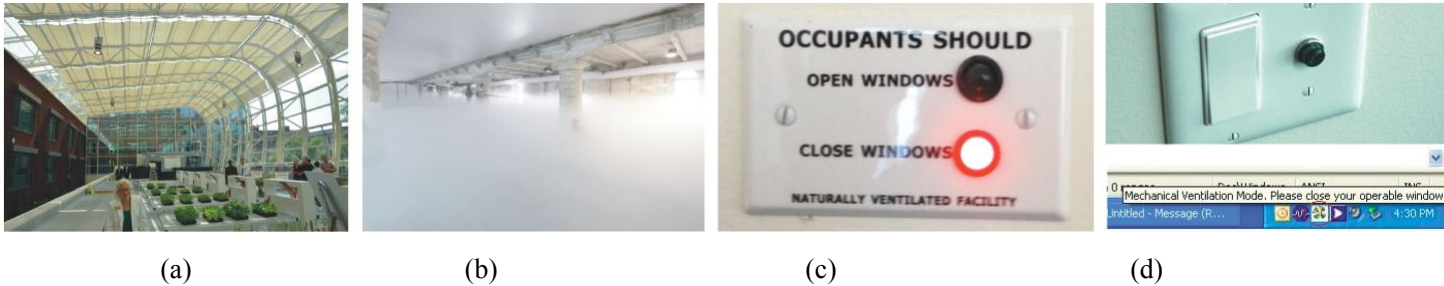 OCCUPANTS SHOULD
OPEN WINDOWS
CLOSE WINDOWS
NATURALLY VENTILATED FACILITY
Mechanical Ventilation Mode. Please close your operable window
Untitled - Message (R...
4:30 PM
(a)
(b)
(c)
(d)